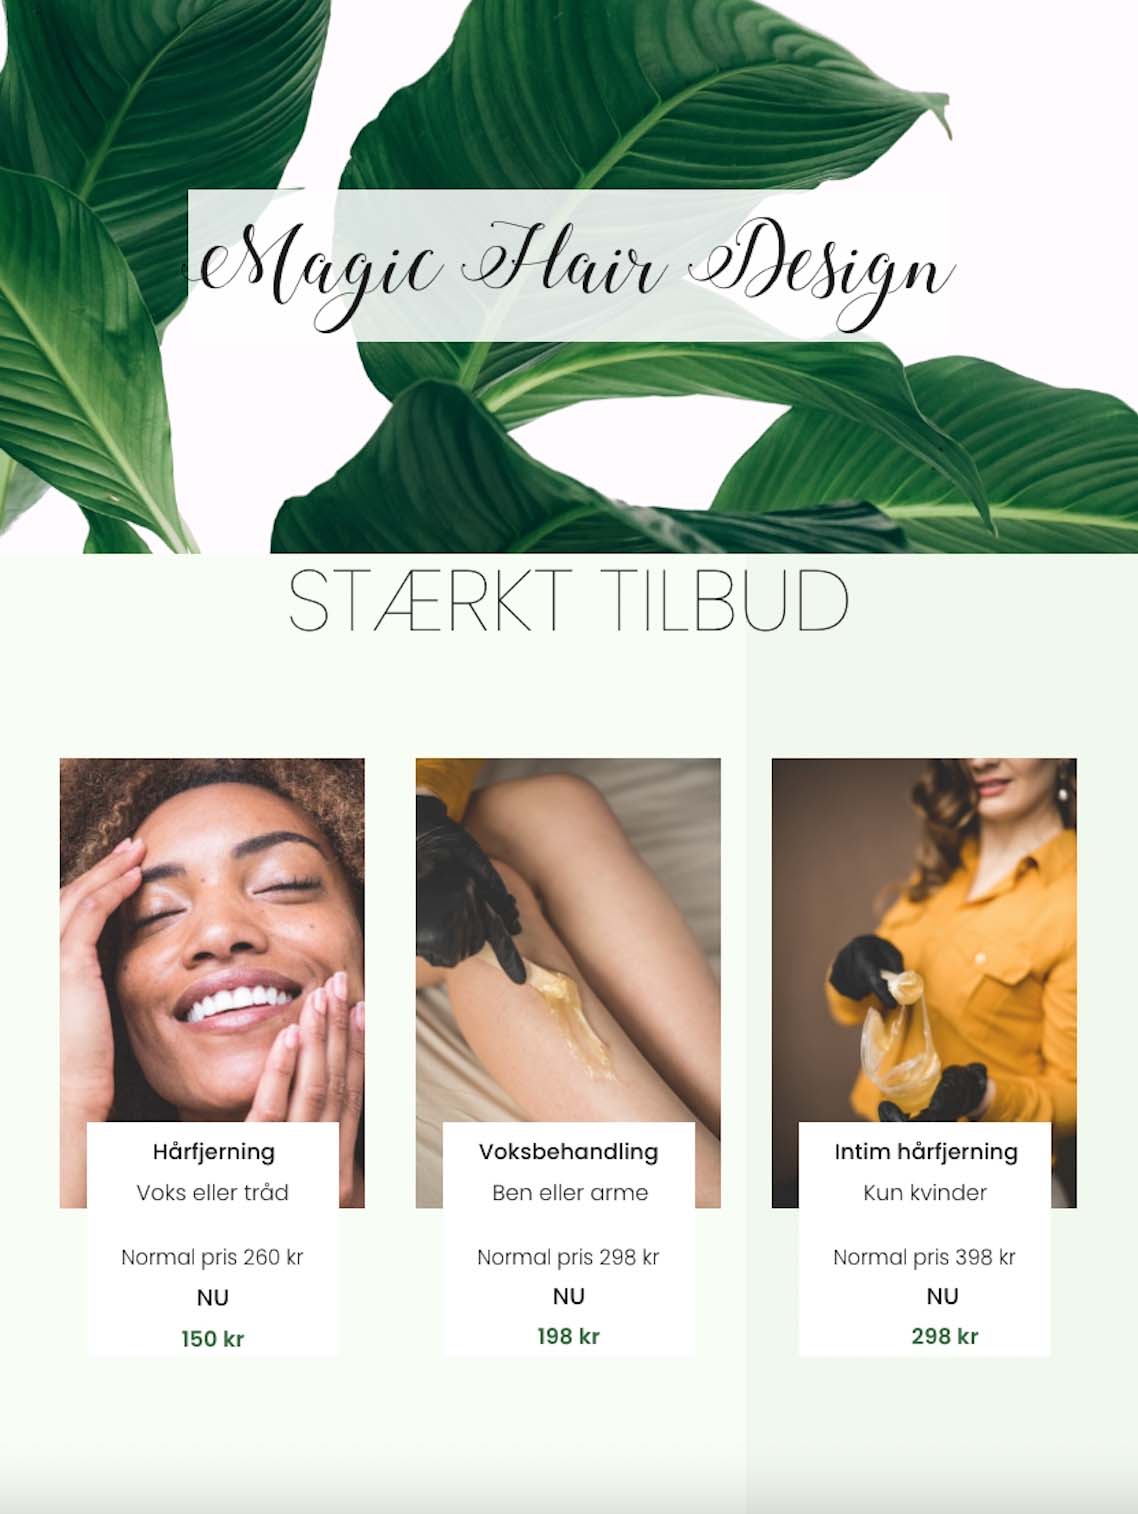 Magic Hair Design
STÆRKT TILBUD
Hårfjerning
Voks eller tråd
Normal pris 260 kr
NU
150 kr
Voksbehandling
Ben eller arme
Normal pris 298 kr
NU
198 kr
Intim hårfjerning
Kun kvinder
Normal pris 398 kr
NU
298 kr